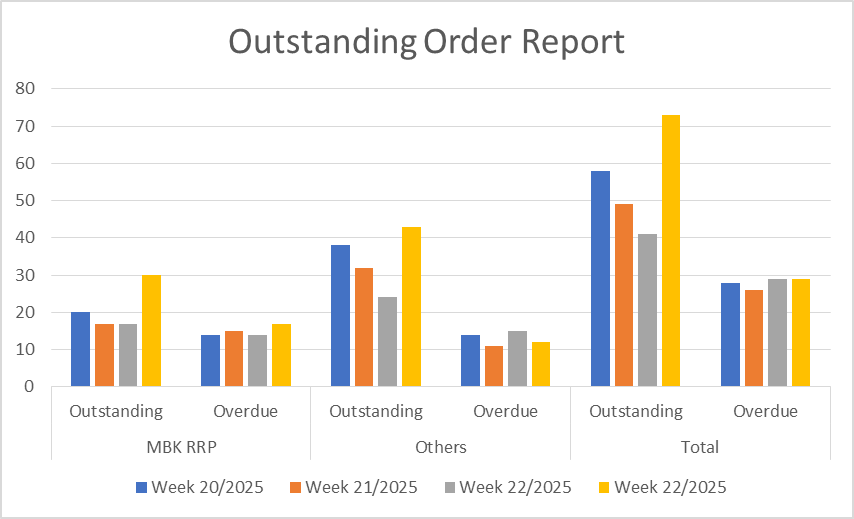 Outstanding Order Report
80
70
60
50
40
30
20
10
0
Outstanding Overdue Outstanding Overdue Outstanding Overdue
MBK RRP Others Total
Week 20/2025 Week 21/2025 Week 22/2025 Week 22/2025